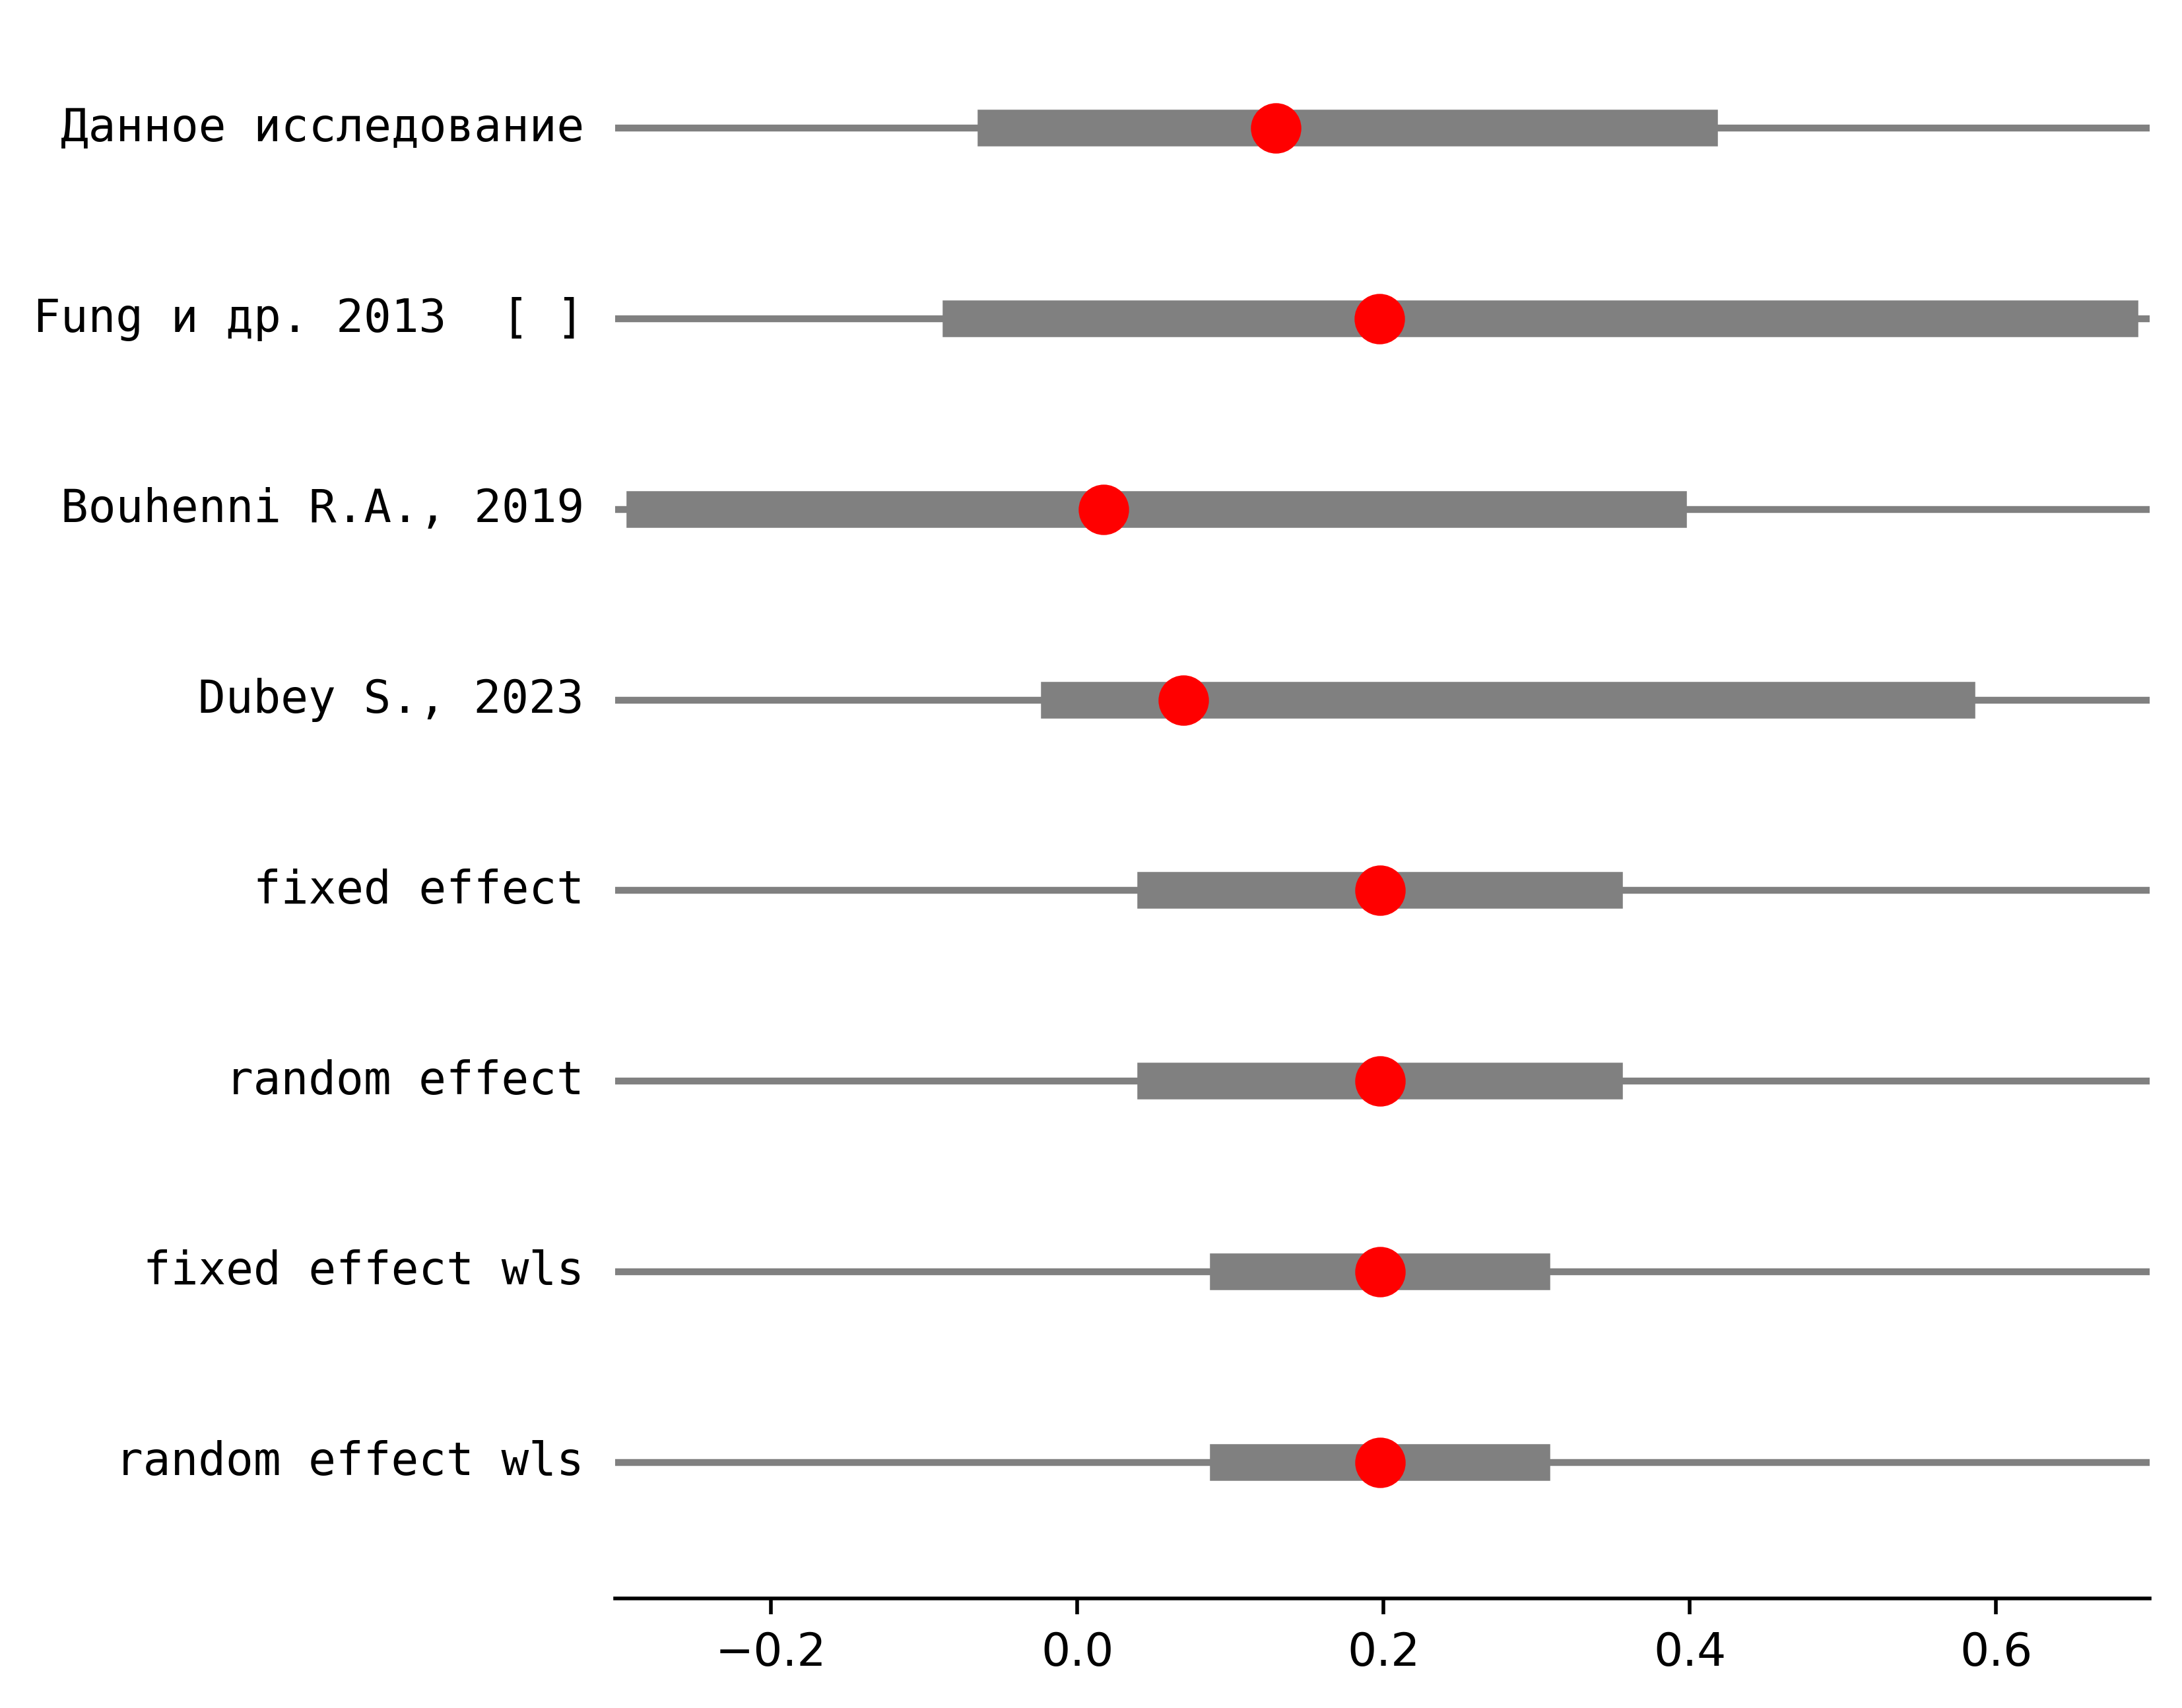 Данное исследование
Fung и др. 2013  [ ]
Bouhenni R.A., 2019
Dubey S., 2023
fixed effect
random effect
fixed effect wls
random effect wls
−0.2 0.0 0.2 0.4 0.6